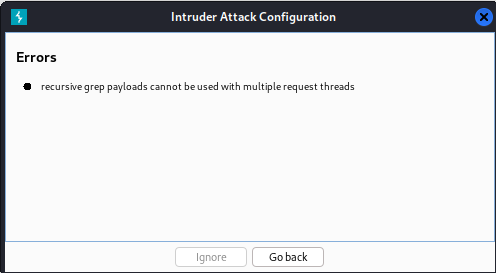 Intruder Attack Configuration
Errors
recursive grep payloads cannot be used with multiple request threads
Ignore
Go back